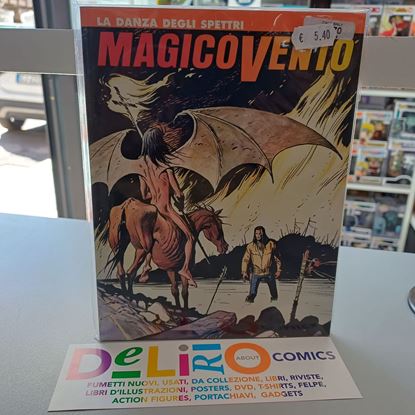 LA DANZA DEGLI SPETTRI
€ 5.40
MAGICO VENTO
DeLiRiO
ABOUT
COMICS
FUMETTI NUOVI, USATI, DA COLLEZIONE, LIBRI, RIVISTE,
LIBRI D'ILLUSTRAZIONI, POSTERS, DVD, T-SHIRTS, FELPE,
ACTION FIGURES, PORTACHIAVI, GADGETS